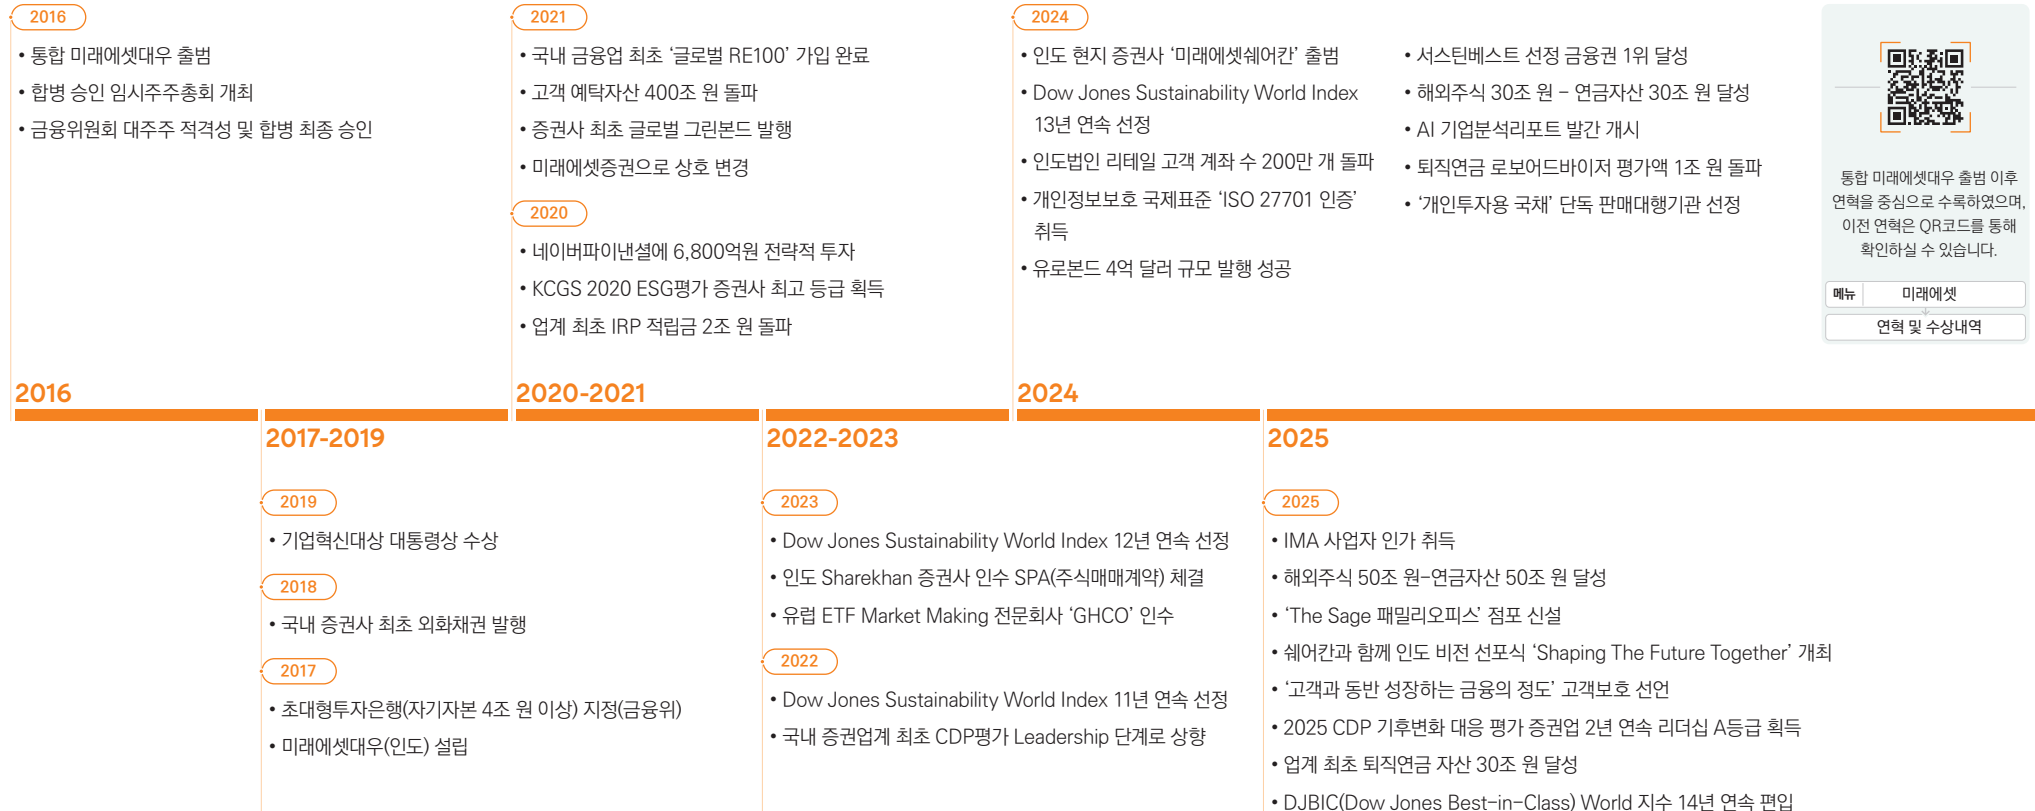 2016
• 통합 미래에셋대우 출범
• 합병 승인 임시주주총회 개최
• 금융위원회 대주주 적격성 및 합병 최종 승인
2021
• 국내 금융업 최초 ‘글로벌 RE100’ 가입 완료
• 고객 예탁자산 400조 원 돌파
• 증권사 최초 글로벌 그린본드 발행
• 미래에셋증권으로 상호 변경
2020
• 네이버파이낸셜에 6,800억원 전략적 투자
• KCGS 2020 ESG평가 증권사 최고 등급 획득
• 업계 최초 IRP 적립금 2조 원 돌파
2024
• 인도 현지 증권사 ‘미래에셋쉐어칸’ 출범
• Dow Jones Sustainability World Index
13년 연속 선정
• 인도법인 리테일 고객 계좌 수 200만 개 돌파
• 개인정보보호 국제표준 ‘ISO 27701 인증’
취득
• 유로본드 4억 달러 규모 발행 성공
• 서스틴베스트 선정 금융권 1위 달성
• 해외주식 30조 원 - 연금자산 30조 원 달성
• AI 기업분석리포트 발간 개시
• 퇴직연금 로보어드바이저 평가액 1조 원 돌파
• ‘개인투자용 국채’ 단독 판매대행기관 선정
통합 미래에셋대우 출범 이후
연혁을 중심으로 수록하였으며,
이전 연혁은 QR코드를 통해
확인하실 수 있습니다.
메뉴 미래에셋
연혁 및 수상내역
2016
2020-2021
2024
2017-2019
2022-2023
2025
2019
• 기업혁신대상 대통령상 수상
2018
• 국내 증권사 최초 외화채권 발행
2017
• 초대형투자은행(자기자본 4조 원 이상) 지정(금융위)
• 미래에셋대우(인도) 설립
2023
• Dow Jones Sustainability World Index 12년 연속 선정
• 인도 Sharekhan 증권사 인수 SPA(주식매매계약) 체결
• 유럽 ETF Market Making 전문회사 ‘GHCO’ 인수
2022
• Dow Jones Sustainability World Index 11년 연속 선정
• 국내 증권업계 최초 CDP평가 Leadership 단계로 상향
2025
• IMA 사업자 인가 취득
• 해외주식 50조 원-연금자산 50조 원 달성
• ‘The Sage 패밀리오피스’ 점포 신설
• 쉐어칸과 함께 인도 비전 선포식 ‘Shaping The Future Together’ 개최
• ‘고객과 동반 성장하는 금융의 정도’ 고객보호 선언
• 2025 CDP 기후변화 대응 평가 증권업 2년 연속 리더십 A등급 획득
• 업계 최초 퇴직연금 자산 30조 원 달성
• DJBIC(Dow Jones Best-in-Class) World 지수 14년 연속 편입